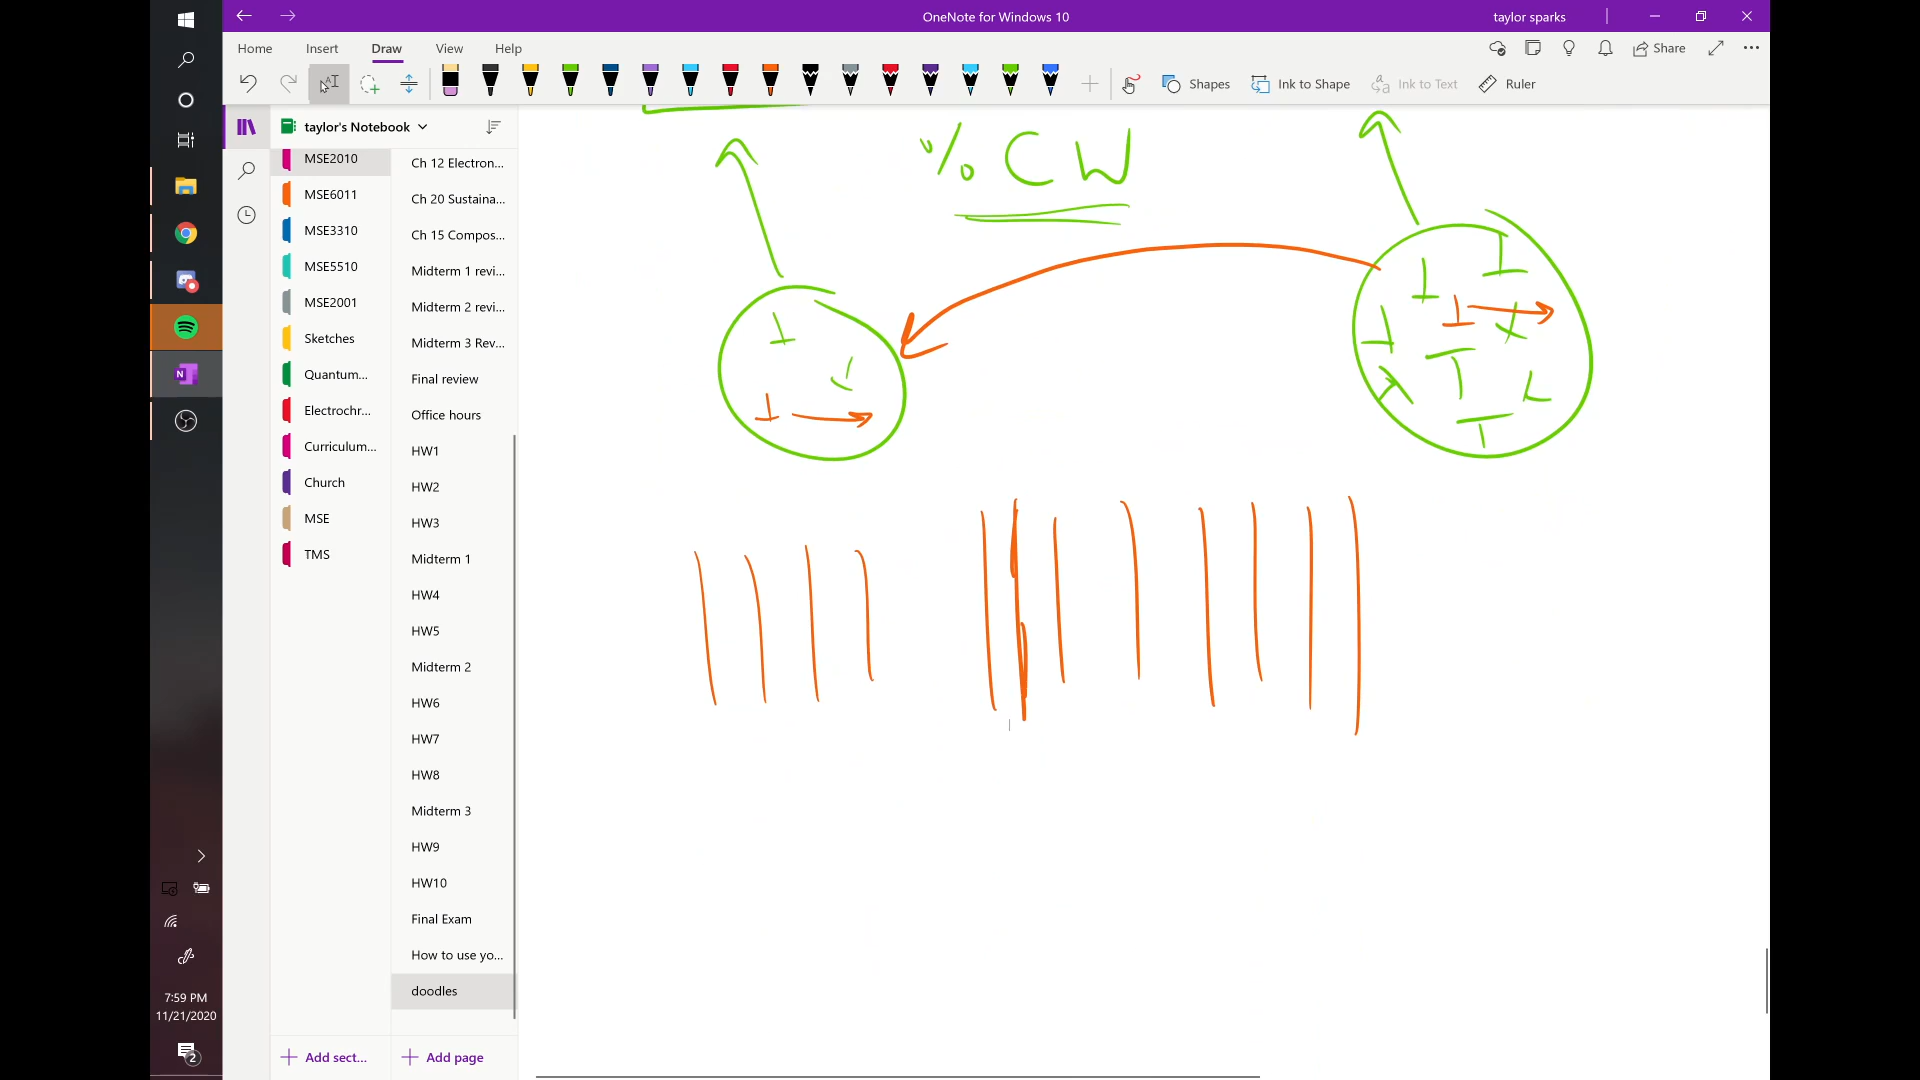 OneNote for Windows 10
taylor sparks
Home
Insert
Draw
View
Help
Share
Shapes
Ink to Shape
Ink to Text
Ruler
taylor's Notebook
MSE2010
MSE6011
MSE3310
MSE5510
MSE2001
Sketches
Quantum...
Electrochr...
Curriculum...
Church
MSE
TMS
Add sect...
Ch 12 Electron...
Ch 20 Sustaina...
Ch 15 Compos...
Midterm 1 revi...
Midterm 2 revi...
Midterm 3 Rev...
Final review
Office hours
HW1
HW2
HW3
Midterm 1
HW4
HW5
Midterm 2
HW6
HW7
HW8
Midterm 3
HW9
HW10
Final Exam
How to use yo...
doodles
Add page
% CW
7:59 PM
11/21/2020
2